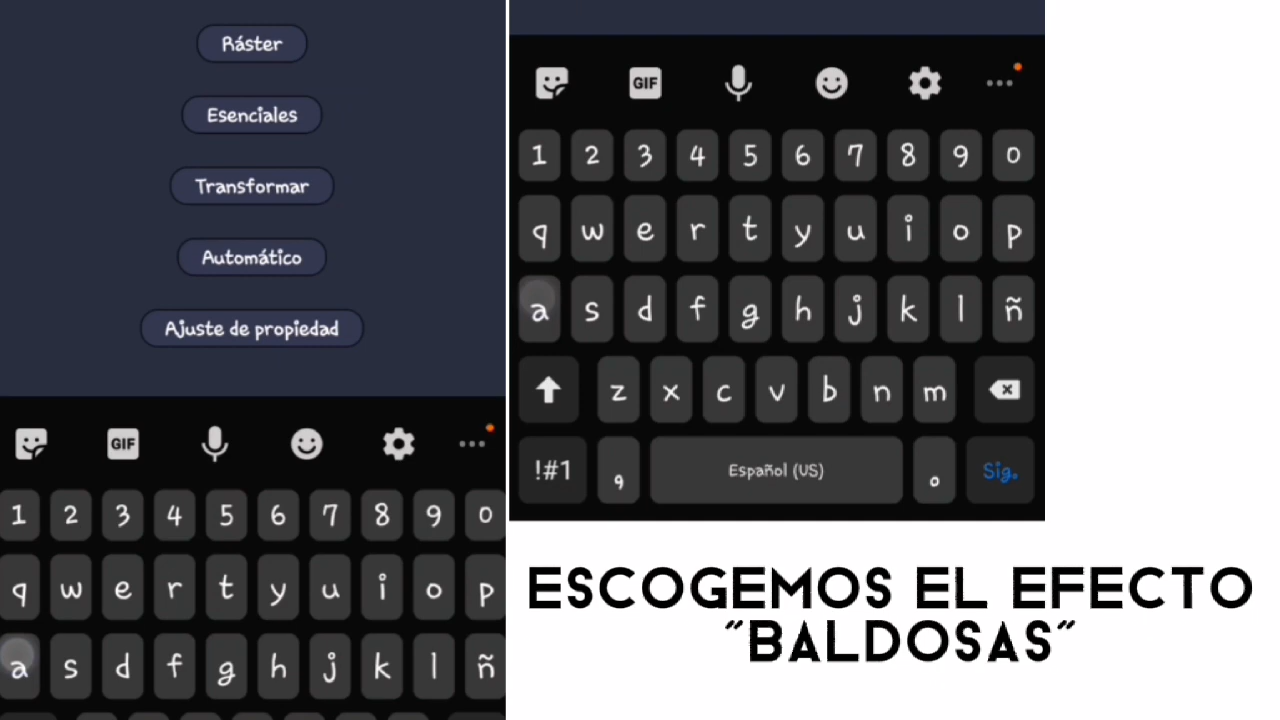 Ráster
Esenciales
Transformar
Automático
Ajuste de propiedad
GIF
1 2 3 4 5 6 7 8 9 0
q w e r t y u i o p
a s d f g h j k l ñ
GIF
1 2 3 4 5 6 7 8 9 0
q w e r t y u i o p
a s d f g h j k l ñ
z x c v b n m
!#1 , Español (US) . Sig.
ESCOGEMOS EL EFECTO
"BALDOSAS"